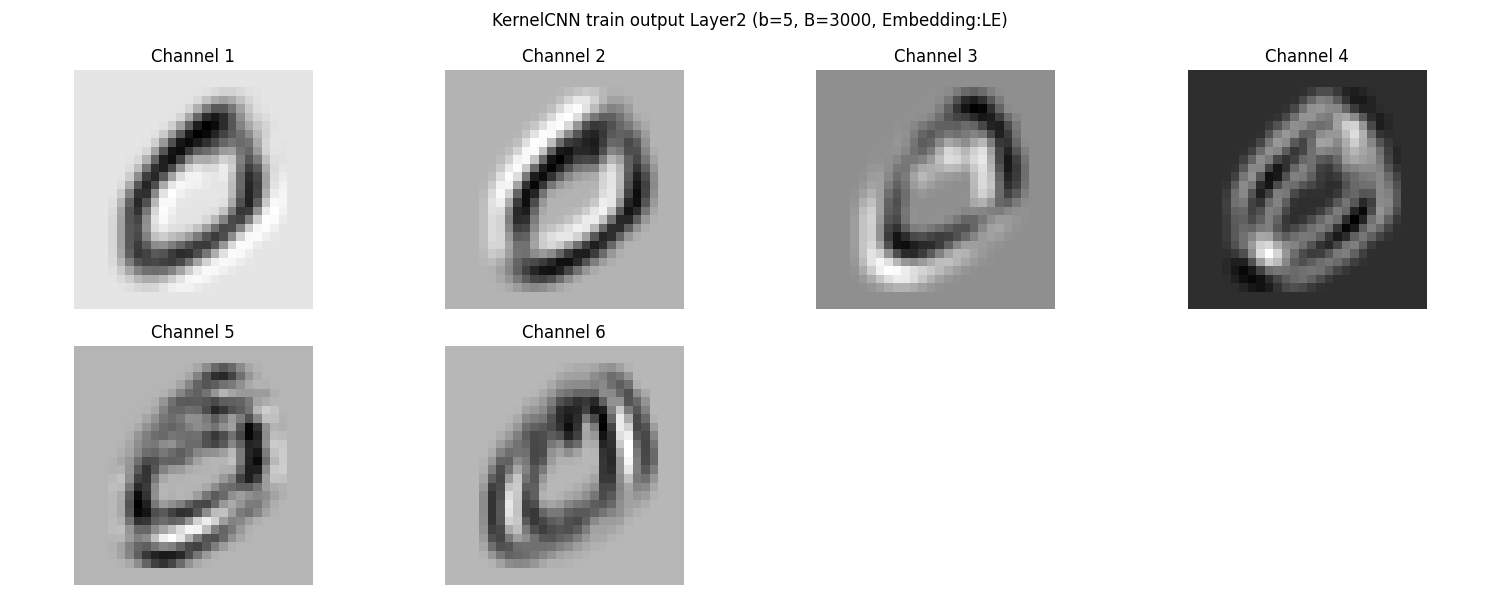 KernelCNN train output Layer2 (b=5, B=3000, Embedding:LE)
Channel 1
Channel 2
Channel 3
Channel 4
Channel 5
Channel 6